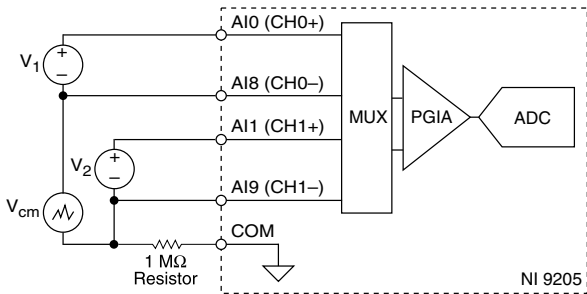 AI0 (CH0+)
V1
+
–
AI8 (CH0–)
MUX
PGIA
ADC
AI1 (CH1+)
V2
+
–
AI9 (CH1–)
Vcm
COM
1 MΩ
Resistor
NI 9205